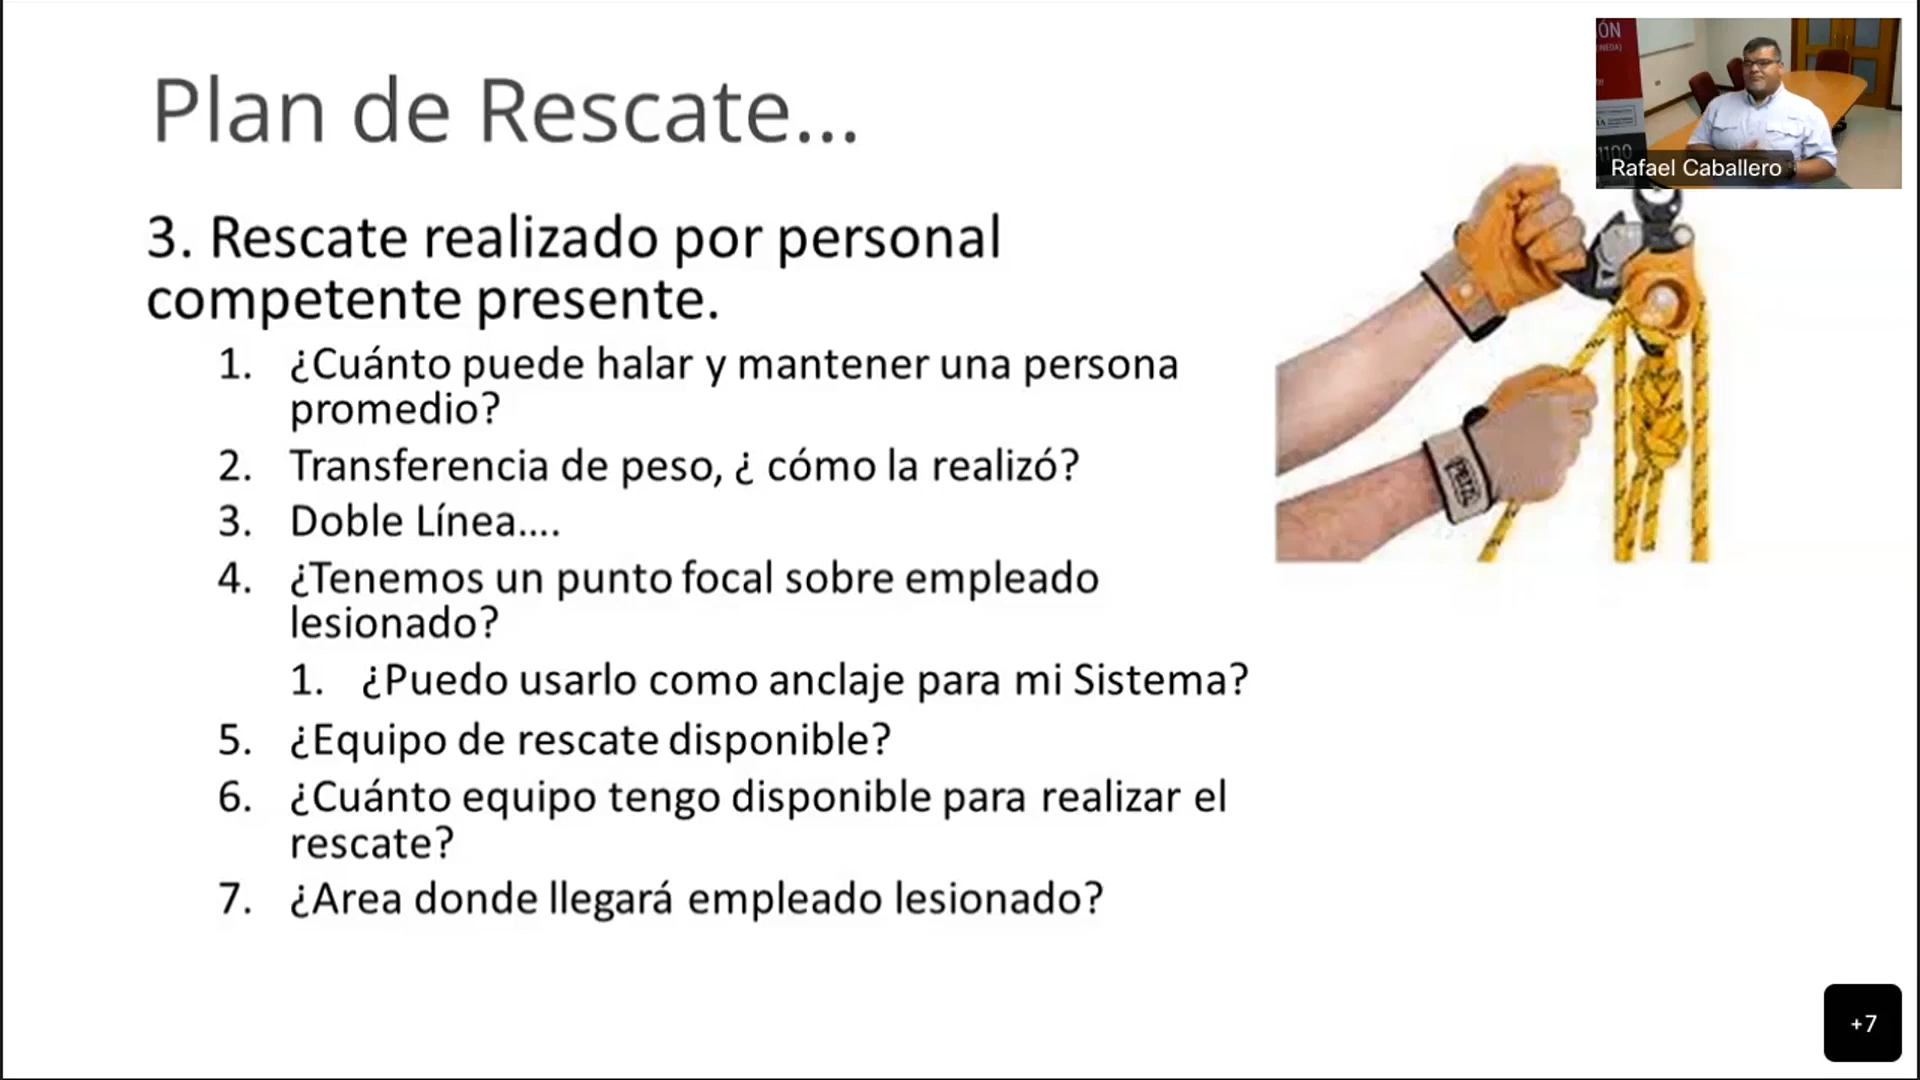 Plan de Rescate...
3. Rescate realizado por personal
competente presente.
1. ¿Cuánto puede halar y mantener una persona
promedio?
2. Transferencia de peso, ¿ cómo la realizó?
3. Doble Línea....
4. ¿Tenemos un punto focal sobre empleado
lesionado?
1. ¿Puedo usarlo como anclaje para mi Sistema?
5. ¿Equipo de rescate disponible?
6. ¿Cuánto equipo tengo disponible para realizar el
rescate?
7. ¿Area donde llegará empleado lesionado?
ÓN
1100
Rafael Caballero
PETZL
+7